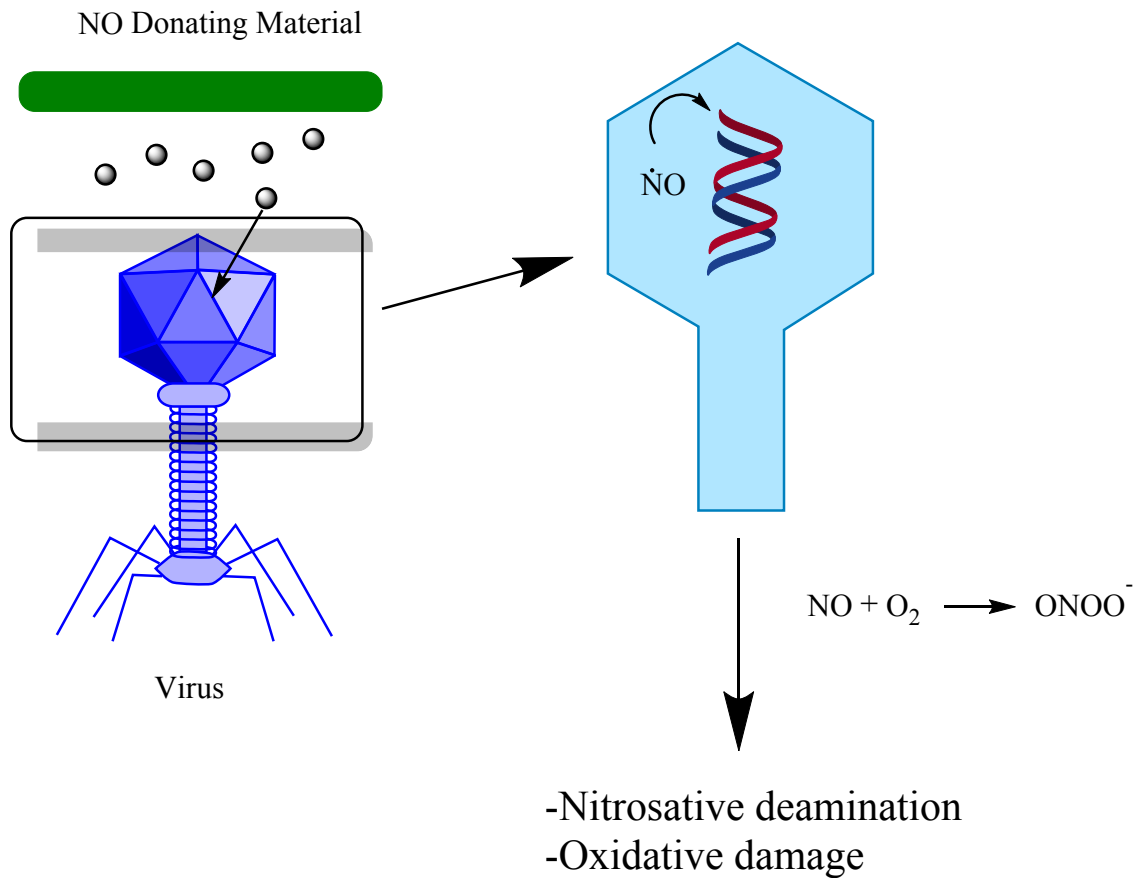 NO Donating Material
ṄO
NO + O₂ ⟶ ONOO⁻
Virus
-Nitrosative deamination
-Oxidative damage